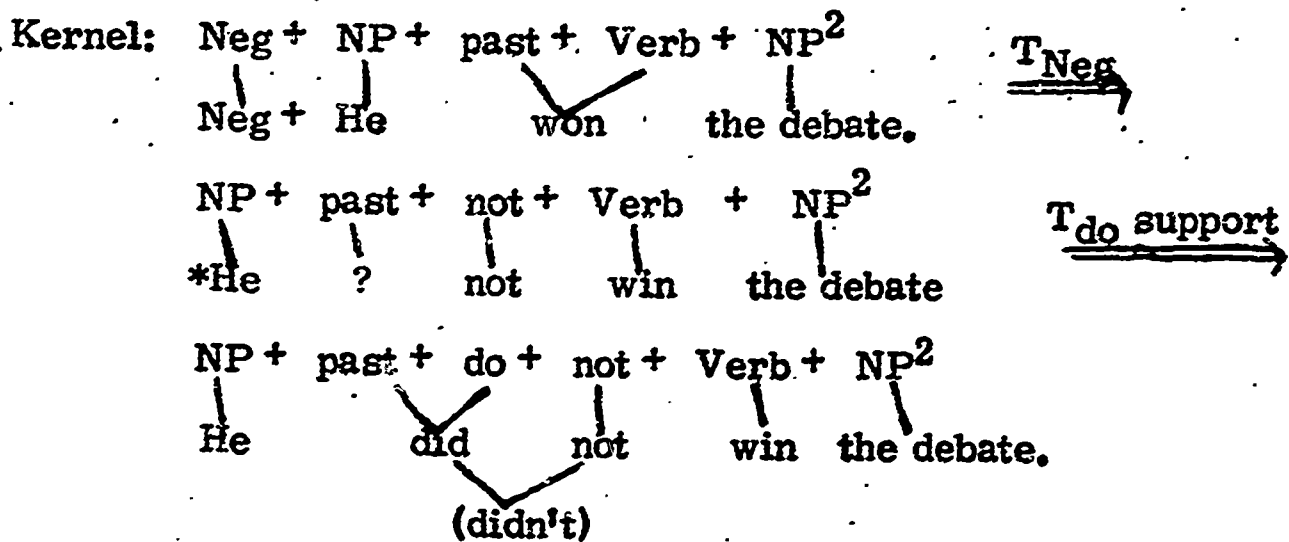 Kernel: Neg + NP + past + Verb + NP² T_Neg
Neg + He won the debate.
NP + past + not + Verb + NP² T_do support
*He ? not win the debate
NP + past + do + not + Verb + NP²
He did not win the debate.
(didn't)